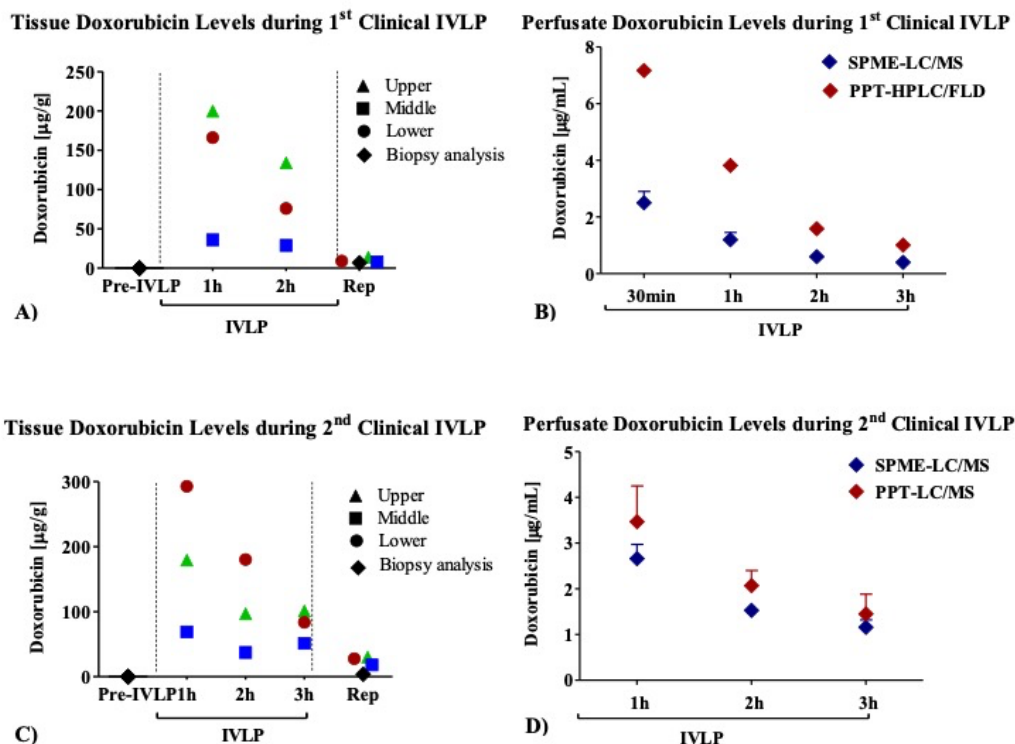 Tissue Doxorubicin Levels during 1st Clinical IVLP
Doxorubicin [µg/g]
250
200
150
100
50
0
Upper
Middle
Lower
Biopsy analysis
Pre-IVLP 1h 2h Rep
IVLP
A)
Perfusate Doxorubicin Levels during 1st Clinical IVLP
Doxorubicin [µg/mL]
8
6
4
2
0
SPME-LC/MS
PPT-HPLC/FLD
30min 1h 2h 3h
IVLP
B)
Tissue Doxorubicin Levels during 2nd Clinical IVLP
Doxorubicin [µg/g]
300
200
100
0
Upper
Middle
Lower
Biopsy analysis
Pre-IVLP 1h 2h 3h Rep
IVLP
C)
Perfusate Doxorubicin Levels during 2nd Clinical IVLP
Doxorubicin [µg/mL]
5
4
3
2
1
0
SPME-LC/MS
PPT-LC/MS
1h 2h 3h
IVLP
D)